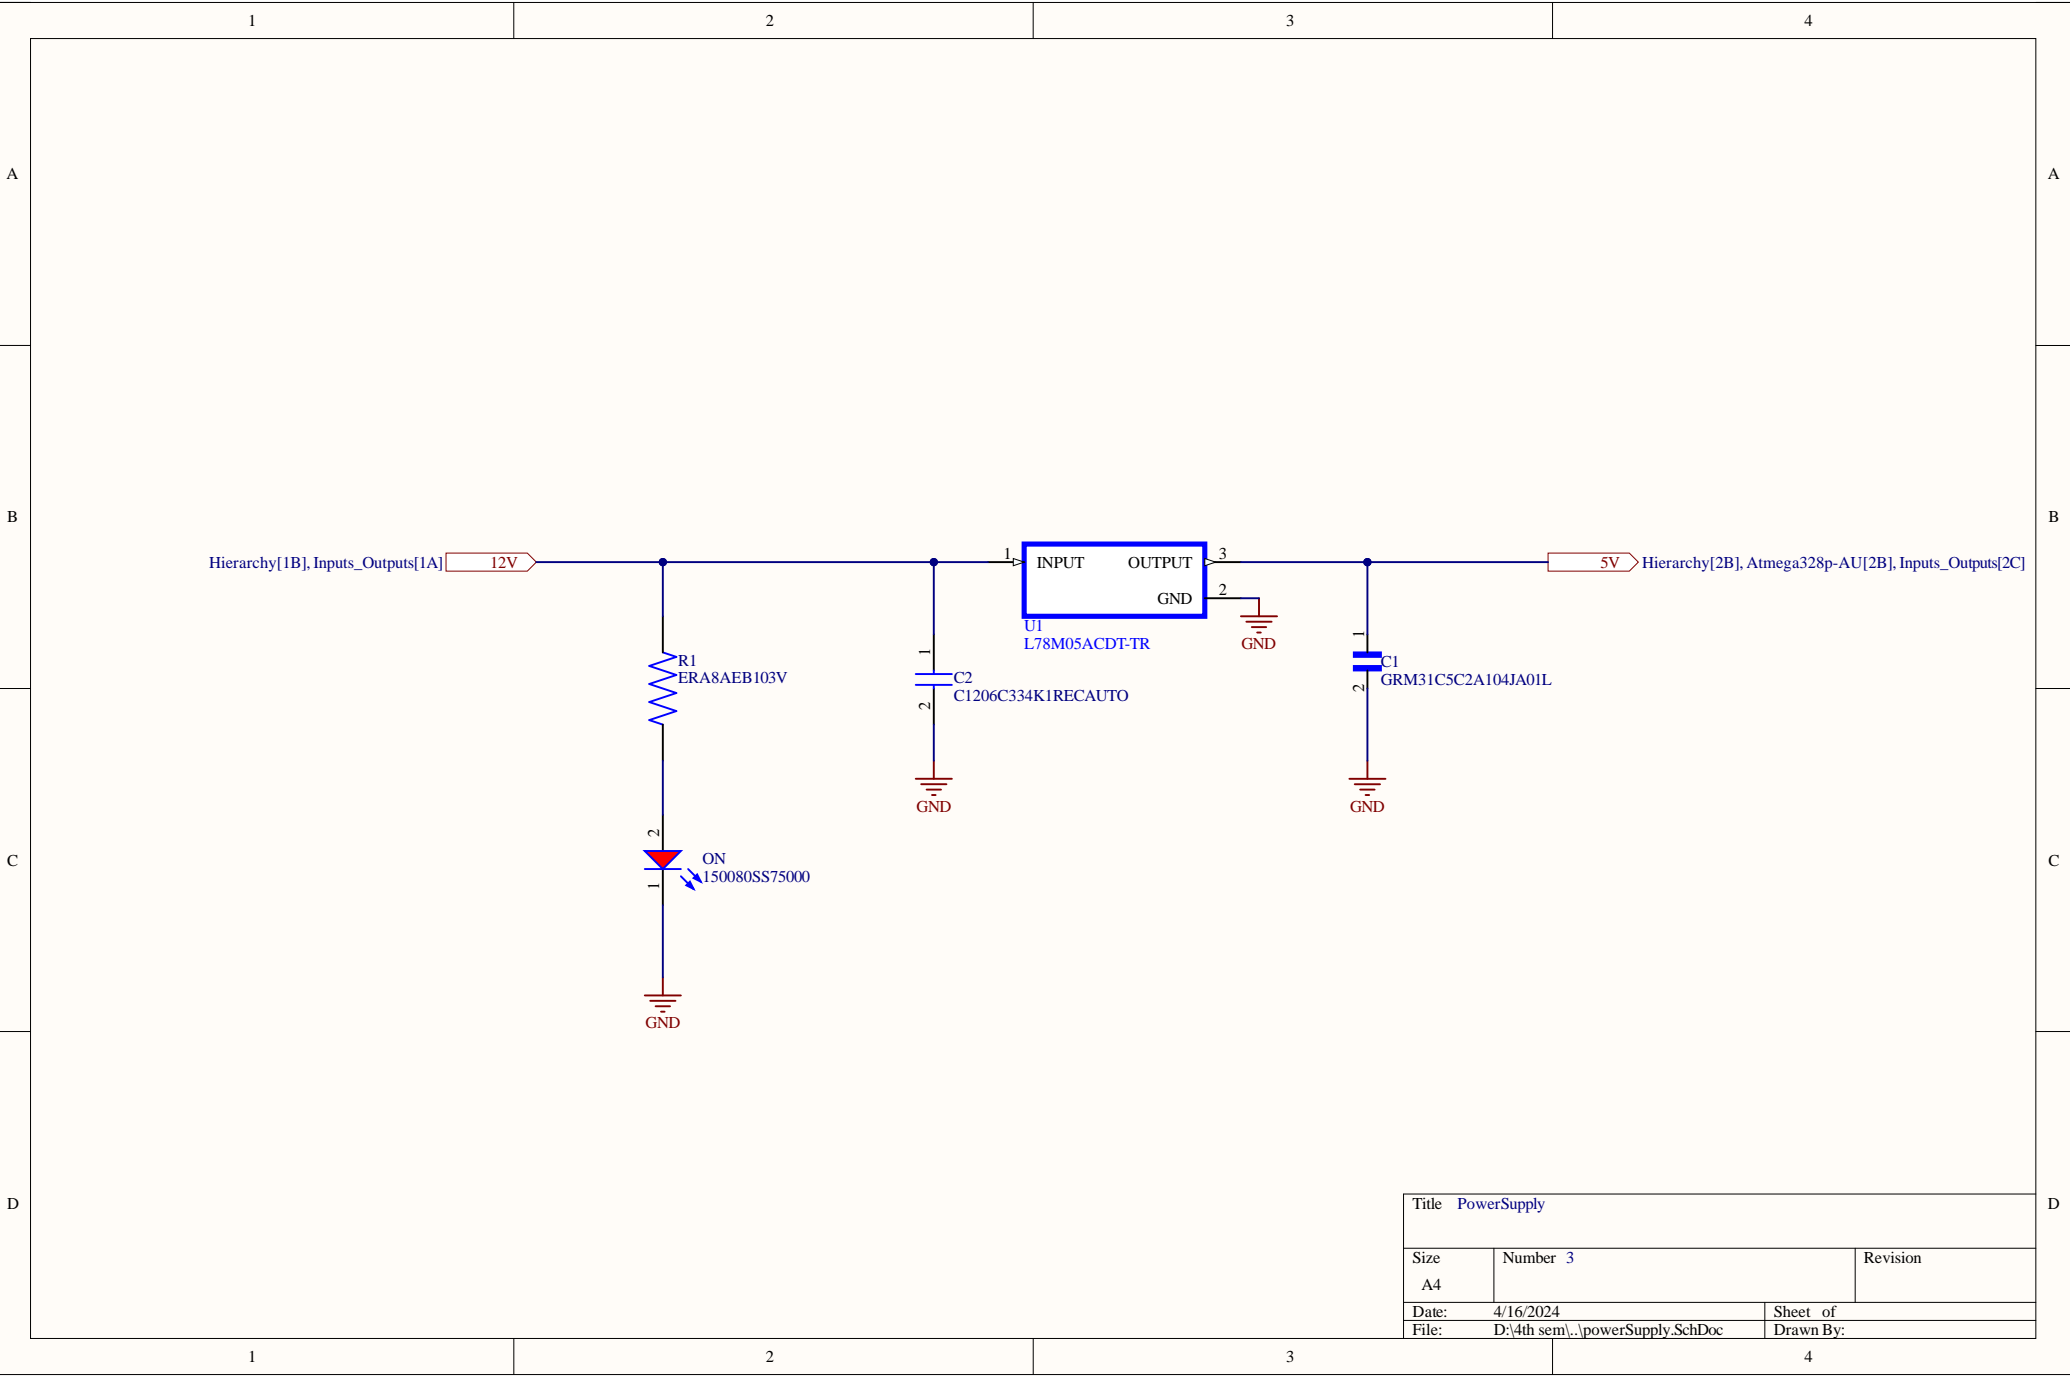 1 2 3 4
A A
B B
Hierarchy[1B], Inputs_Outputs[1A] 12V 1 INPUT OUTPUT 3 5V Hierarchy[2B], Atmega328p-AU[2B], Inputs_Outputs[2C]
GND 2
U1
L78M05ACDT-TR
GND
1
1
R1
ERA8AEB103V
C2
C1206C334K1RECAUTO
2
C1
GRM31C5C2A104JA01L
2
GND
GND
2
ON
150080SS75000
1
C C
GND
D D
Title PowerSupply
Size Number 3 Revision
A4
Date: 4/16/2024 Sheet of
File: D:\4th sem\..\powerSupply.SchDoc Drawn By:
1 2 3 4